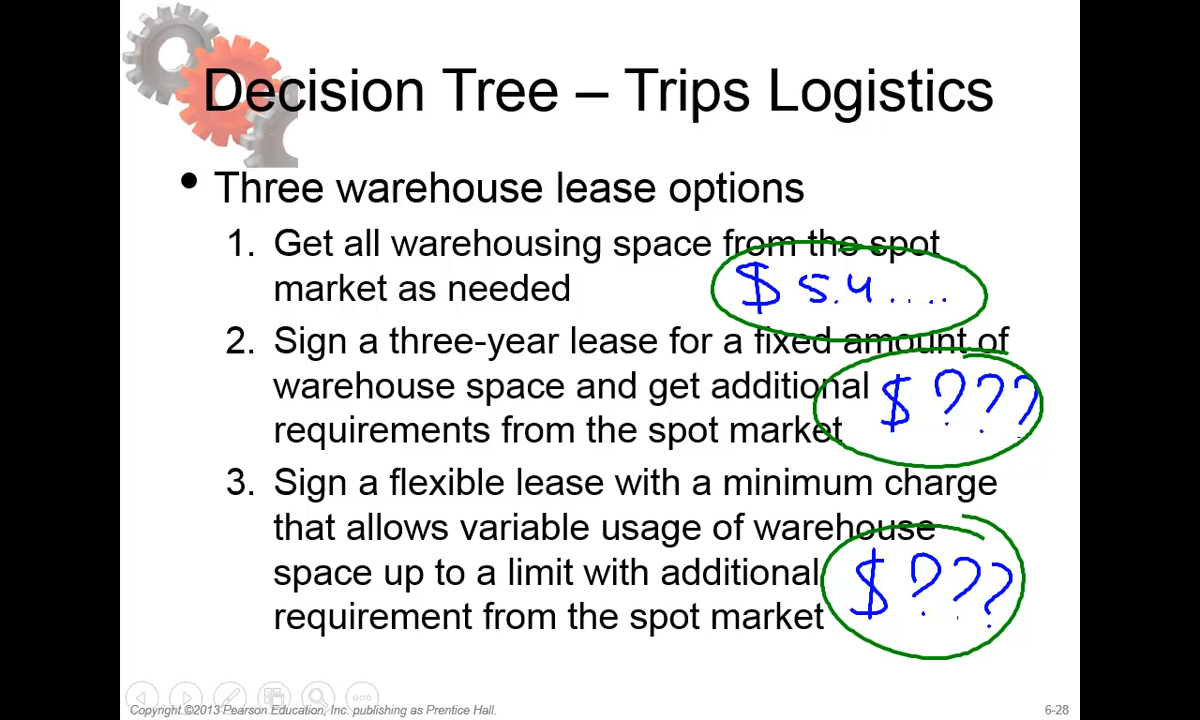 Decision Tree – Trips Logistics
• Three warehouse lease options
1. Get all warehousing space from the spot
market as needed
$ 5.4....
2. Sign a three-year lease for a fixed amount of
warehouse space and get additional
requirements from the spot market
$ ???
3. Sign a flexible lease with a minimum charge
that allows variable usage of warehouse
space up to a limit with additional
requirement from the spot market
$ ???
Copyright ©2013 Pearson Education, Inc. publishing as Prentice Hall.
6-28